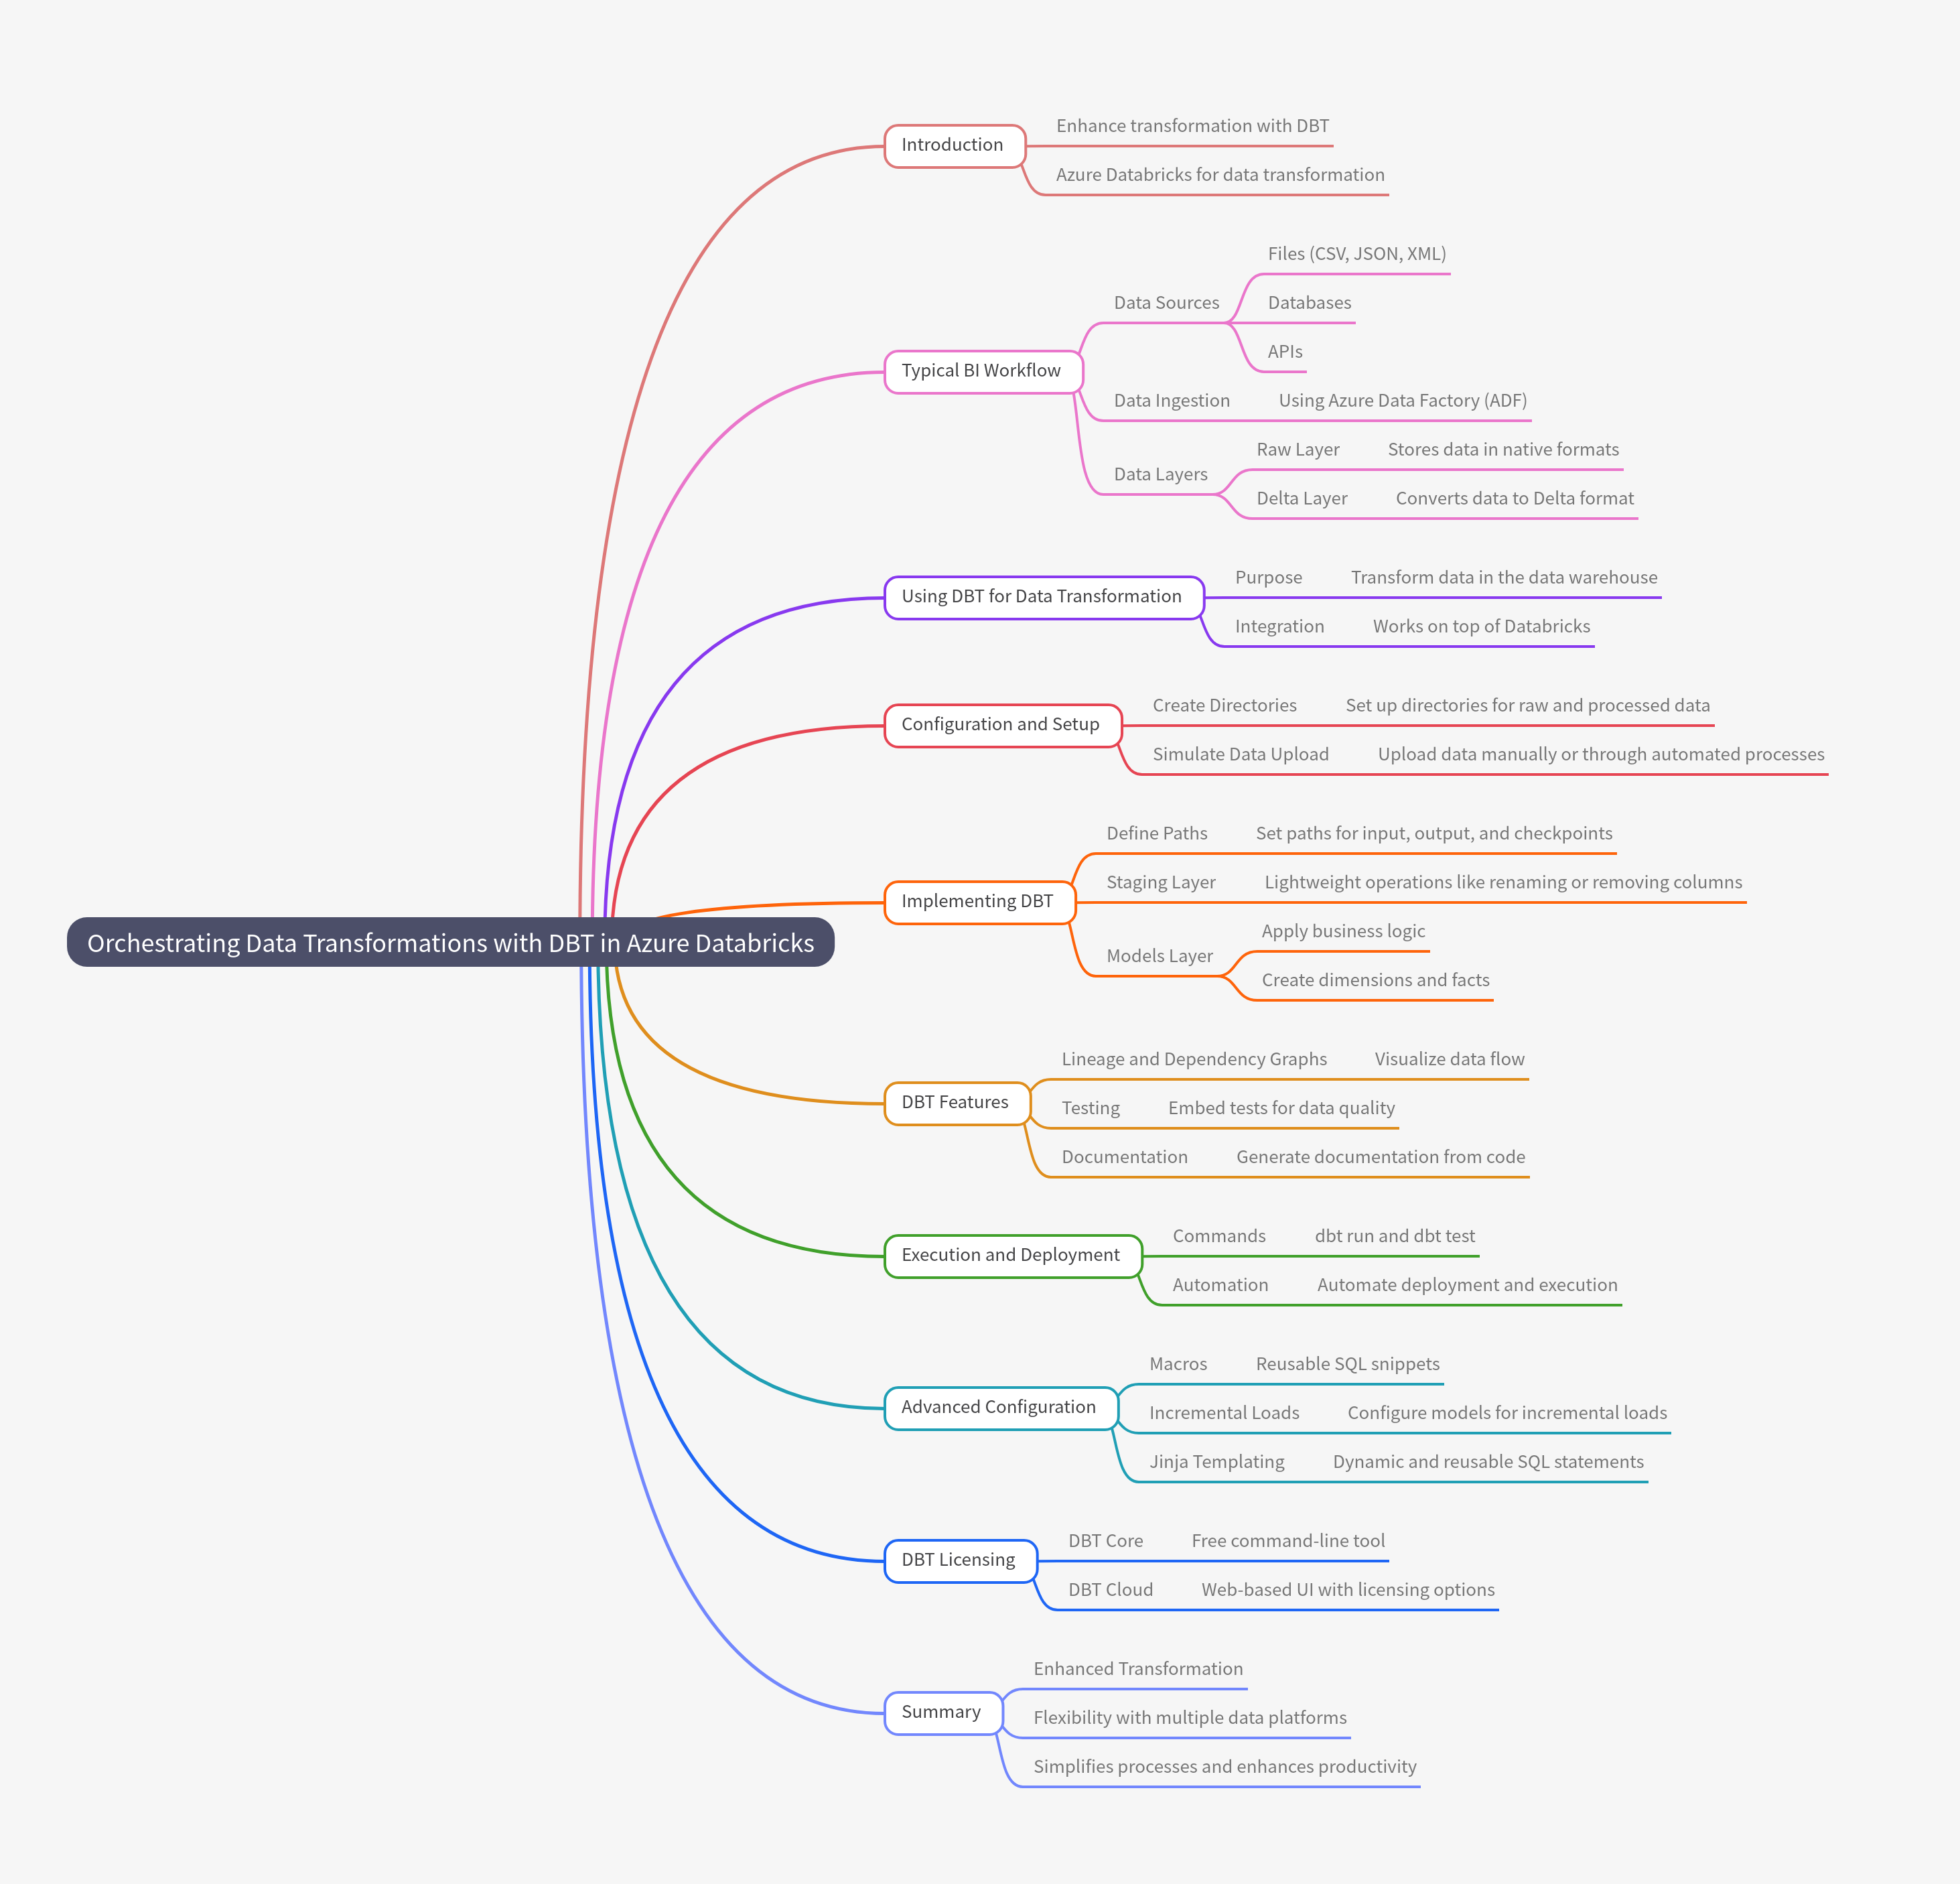 Orchestrating Data Transformations with DBT in Azure Databricks
Introduction
Enhance transformation with DBT
Azure Databricks for data transformation
Typical BI Workflow
Data Sources
Files (CSV, JSON, XML)
Databases
APIs
Data Ingestion
Using Azure Data Factory (ADF)
Data Layers
Raw Layer
Stores data in native formats
Delta Layer
Converts data to Delta format
Using DBT for Data Transformation
Purpose
Transform data in the data warehouse
Integration
Works on top of Databricks
Configuration and Setup
Create Directories
Set up directories for raw and processed data
Simulate Data Upload
Upload data manually or through automated processes
Implementing DBT
Define Paths
Set paths for input, output, and checkpoints
Staging Layer
Lightweight operations like renaming or removing columns
Models Layer
Apply business logic
Create dimensions and facts
DBT Features
Lineage and Dependency Graphs
Visualize data flow
Testing
Embed tests for data quality
Documentation
Generate documentation from code
Execution and Deployment
Commands
dbt run and dbt test
Automation
Automate deployment and execution
Advanced Configuration
Macros
Reusable SQL snippets
Incremental Loads
Configure models for incremental loads
Jinja Templating
Dynamic and reusable SQL statements
DBT Licensing
DBT Core
Free command-line tool
DBT Cloud
Web-based UI with licensing options
Summary
Enhanced Transformation
Flexibility with multiple data platforms
Simplifies processes and enhances productivity